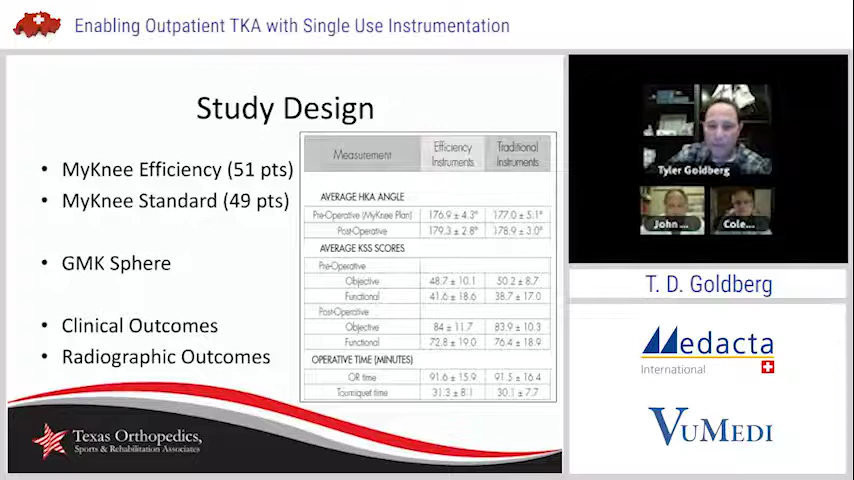 Enabling Outpatient TKA with Single Use Instrumentation
Study Design
• MyKnee Efficiency (51 pts)
• MyKnee Standard (49 pts)
• GMK Sphere
• Clinical Outcomes
• Radiographic Outcomes
Measurement Efficiency Instruments Traditional Instruments
AVERAGE HKA ANGLE
Pre-Operative (MyKnee Plan) 176.9 ± 4.3° 177.0 ± 5.1°
Post-Operative 179.3 ± 2.8° 178.9 ± 3.0°
AVERAGE KSS SCORES
Pre-Operative
Objective 48.7 ± 10.1 50.2 ± 8.7
Functional 41.6 ± 18.6 38.7 ± 17.0
Post-Operative
Objective 84 ± 11.7 83.9 ± 10.3
Functional 72.8 ± 19.0 76.4 ± 18.9
OPERATIVE TIME (MINUTES)
OR time 91.6 ± 15.9 91.5 ± 16.4
Tourniquet time 31.3 ± 8.1 30.1 ± 7.7
Texas Orthopedics,
Sports & Rehabilitation Associates
Tyler Goldberg
John ...
Cole...
T. D. Goldberg
Medacta
International
VuMedi